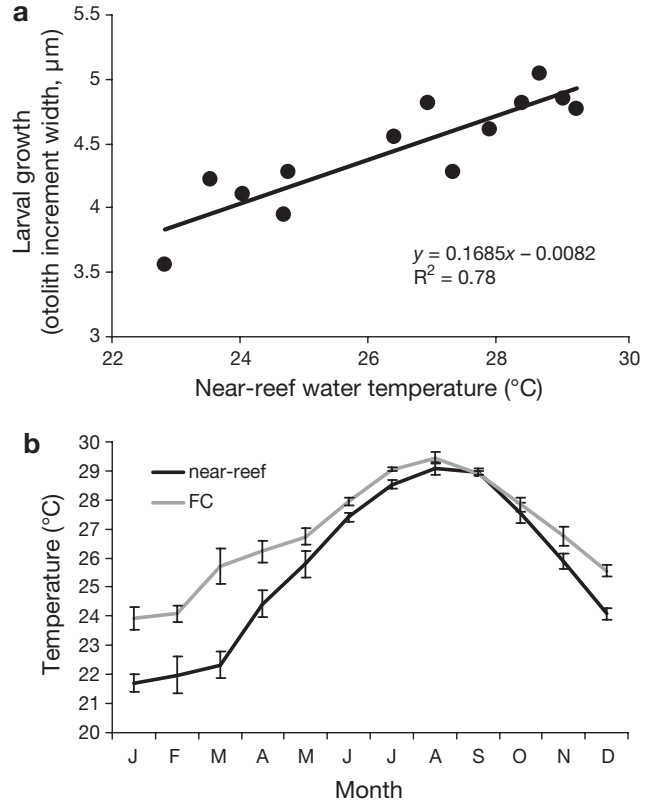 a
5.5
5
4.5
4
3.5
3
Larval growth
(otolith increment width, μm)
y = 0.1685x – 0.0082
R² = 0.78
22 24 26 28 30
Near-reef water temperature (°C)
b
30
29
28
27
26
25
24
23
22
21
20
Temperature (°C)
near-reef
FC
J F M A M J J A S O N D
Month